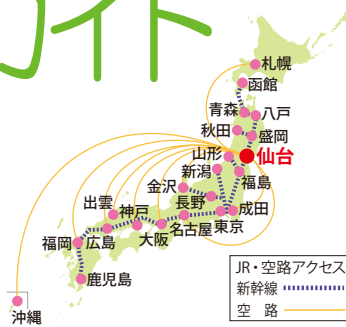 ガイド
札幌
函館
青森
八戸
秋田
盛岡
山形
仙台
新潟
福島
金沢
長野
成田
出雲
神戸
東京
名古屋
福岡
広島
大阪
鹿児島
沖縄
JR・空路アクセス
新幹線
空　路